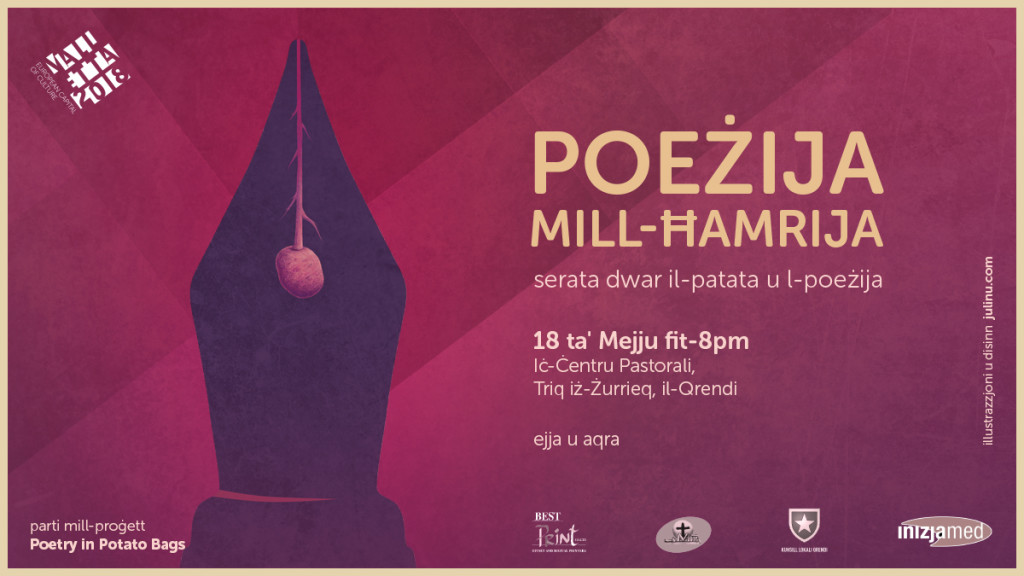 VALLETTA 2018
EUROPEAN CAPITAL
OF CULTURE
POEŻIJA
MILL-ĦAMRIJA
serata dwar il-patata u l-poeżija
18 ta' Mejju fit-8pm
Iċ-Ċentru Pastorali,
Triq iż-Żurrieq, il-Qrendi
ejja u aqra
illustrazzjoni u disinn julinu.com
parti mill-proġett
Poetry in Potato Bags
BEST
Print
KUNSILL LOKALI QRENDI
inizjamed